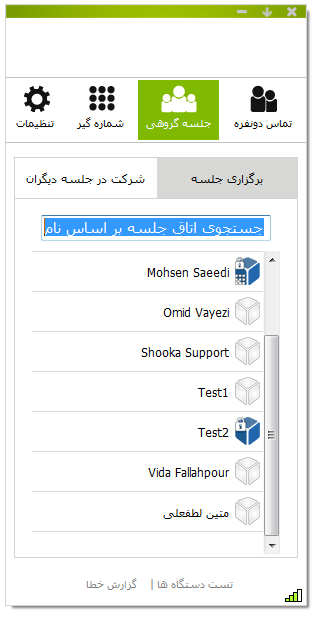 تماس دونفره
جلسه گروهی
شماره گیر
تنظیمات
برگزاری جلسه
شرکت در جلسه دیگران
جستجوی اتاق جلسه بر اساس نام
Mohsen Saeedi
Omid Vayezi
Shooka Support
Test1
Test2
Vida Fallahpour
متین لطفعلی
تست دستگاه ها | گزارش خطا